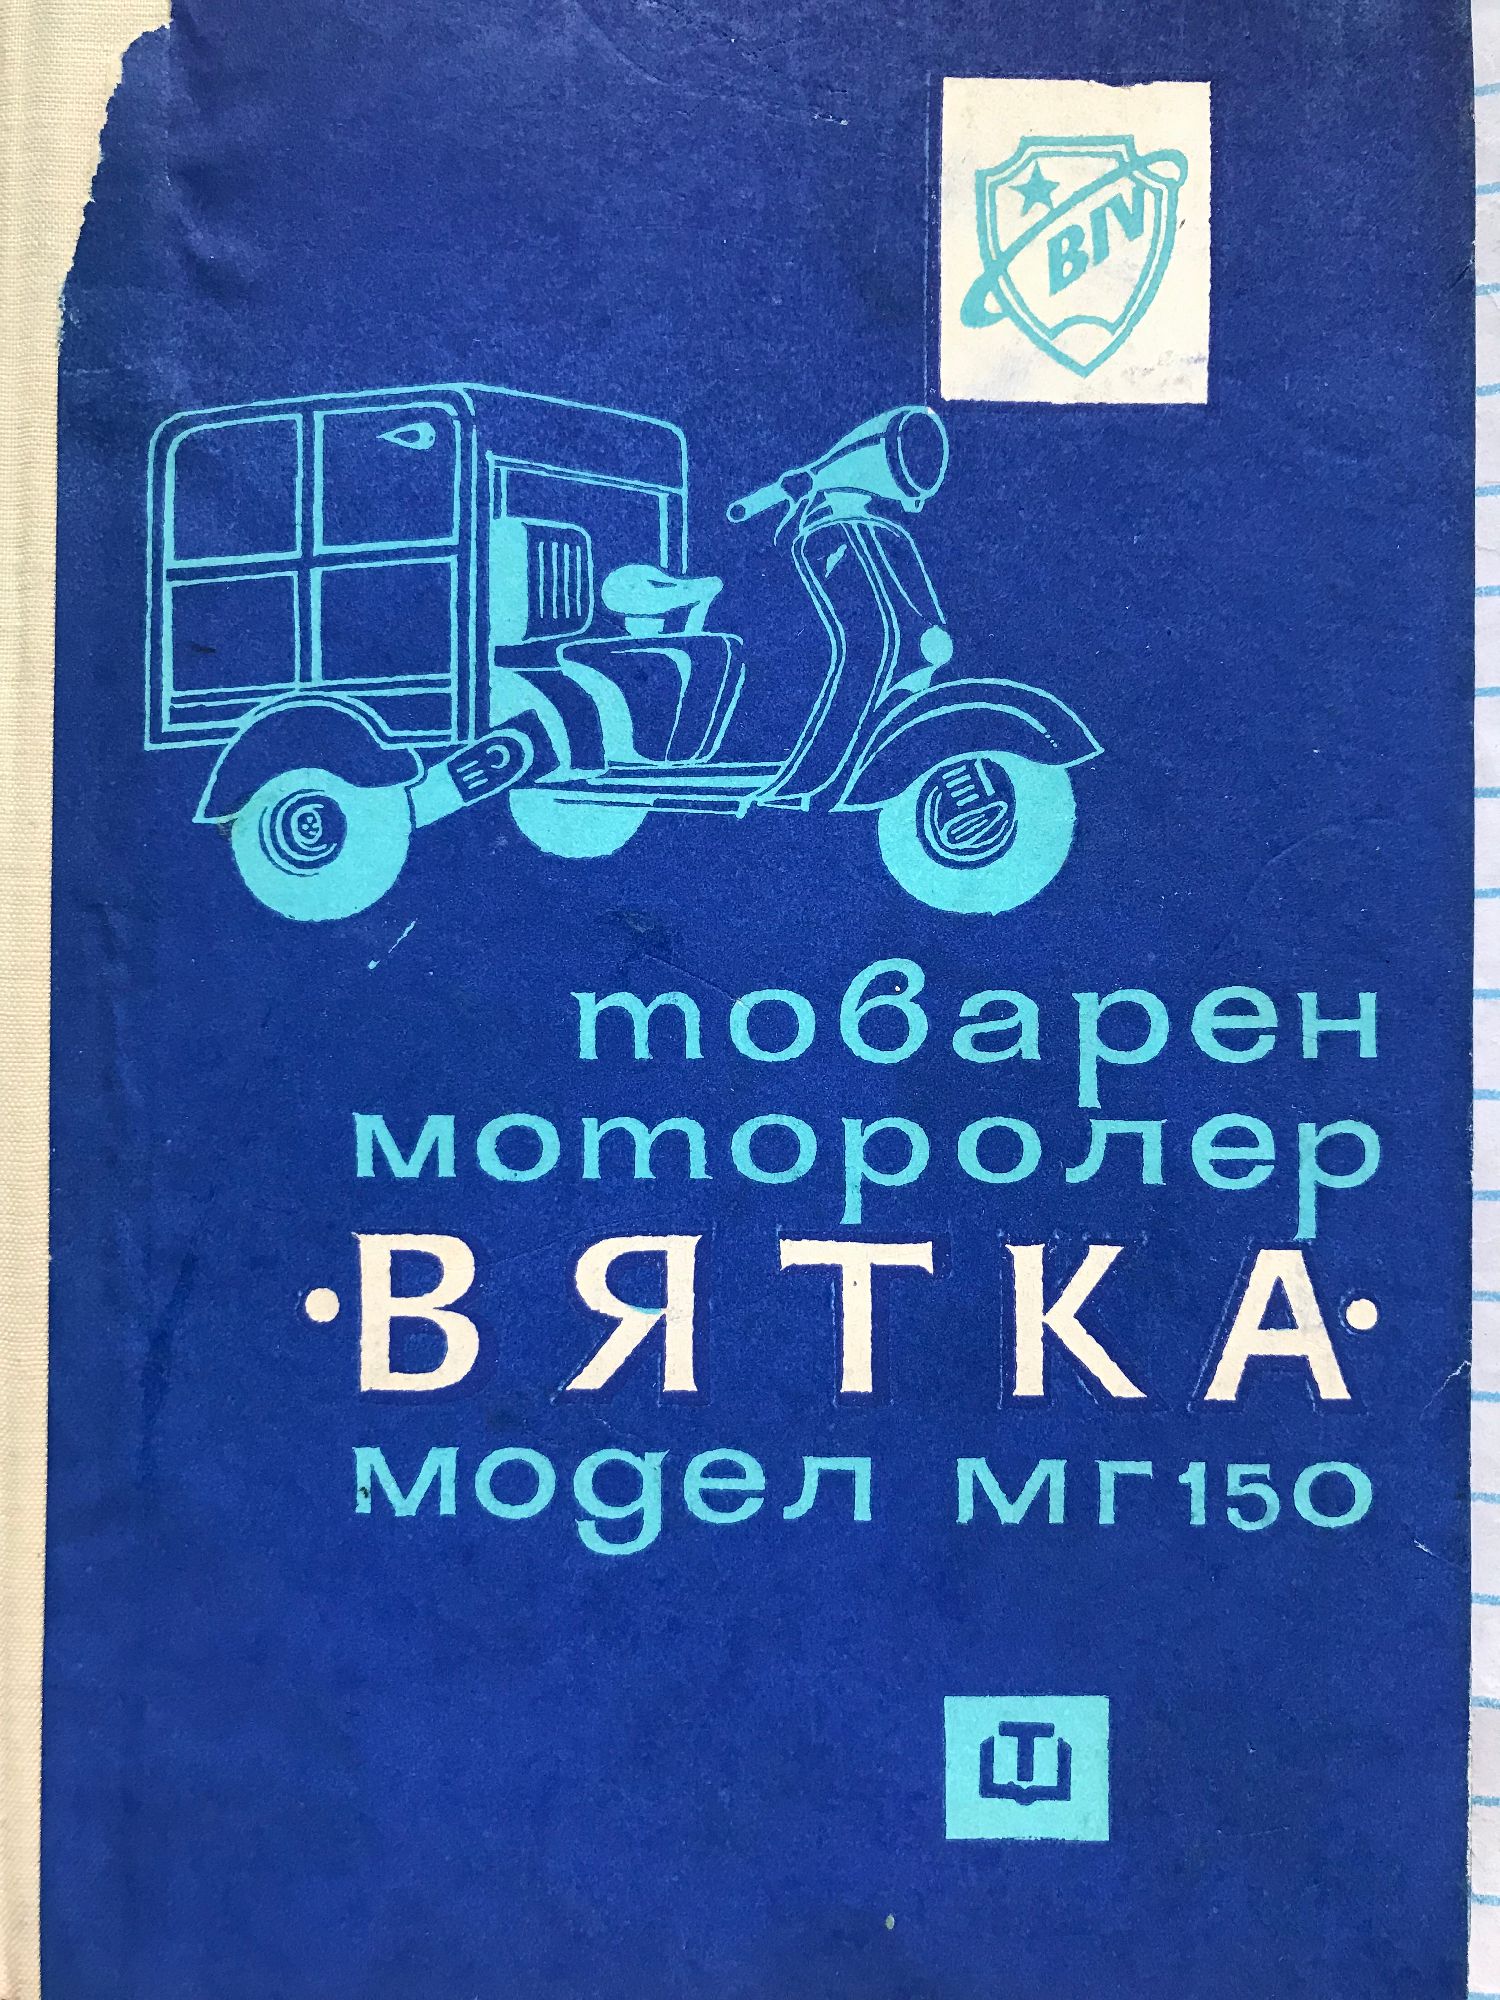 BIV
товарен
моторолер
•ВЯТКА•
модел МГ150
Т